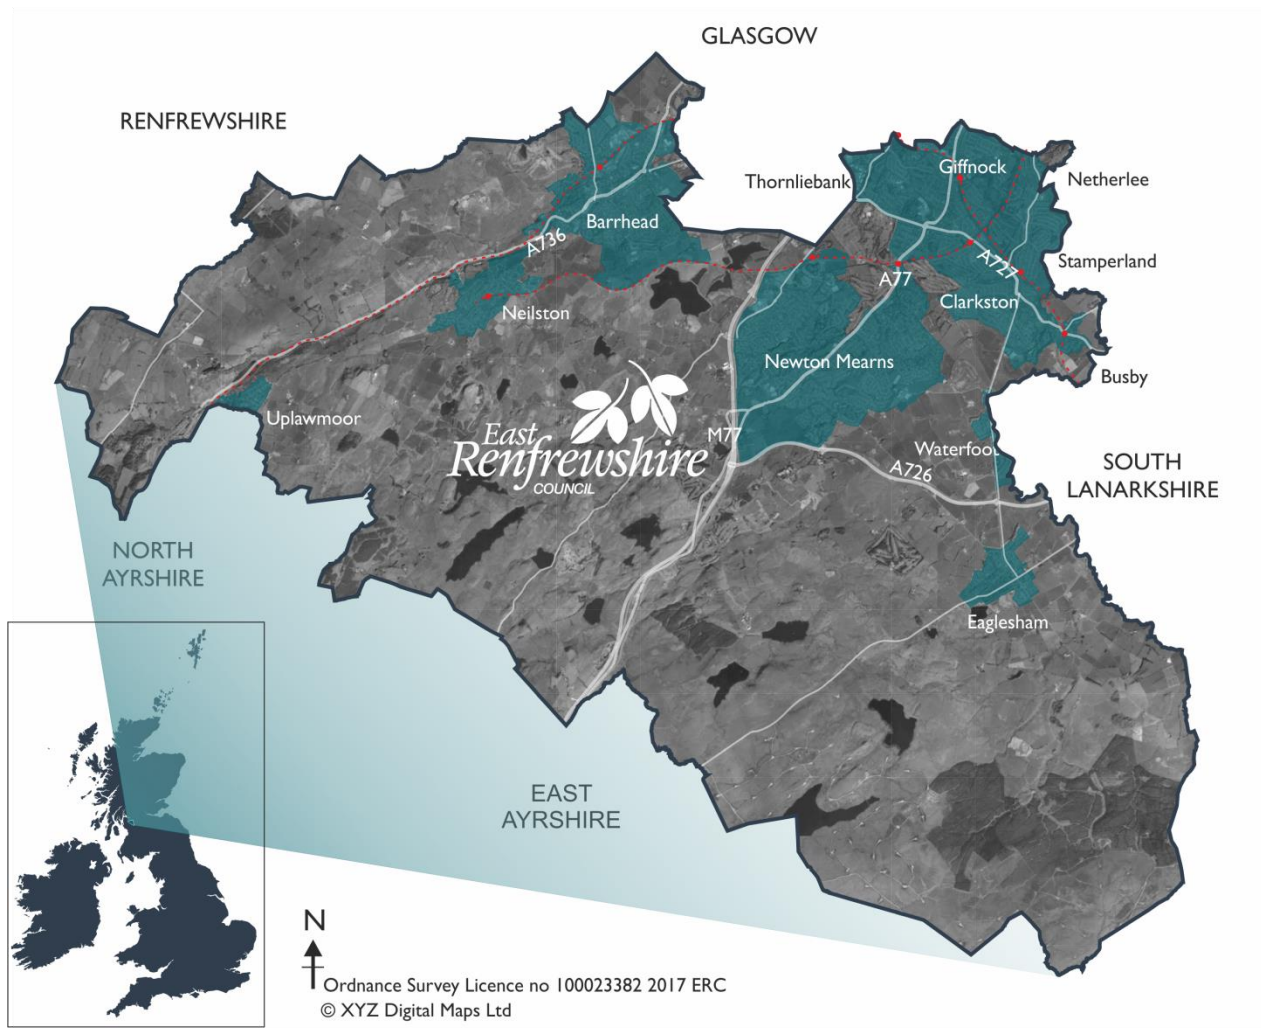 GLASGOW
RENFREWSHIRE
Giffnock
Thornliebank
Netherlee
Barrhead
A736
A727
Stamperland
A77
Clarkston
Neilston
Newton Mearns
Busby
Uplawmoor
East
Renfrewshire
COUNCIL
M77
Waterfoot
A726
SOUTH
LANARKSHIRE
NORTH
AYRSHIRE
Eaglesham
EAST
AYRSHIRE
N
Ordnance Survey Licence no 100023382 2017 ERC
© XYZ Digital Maps Ltd